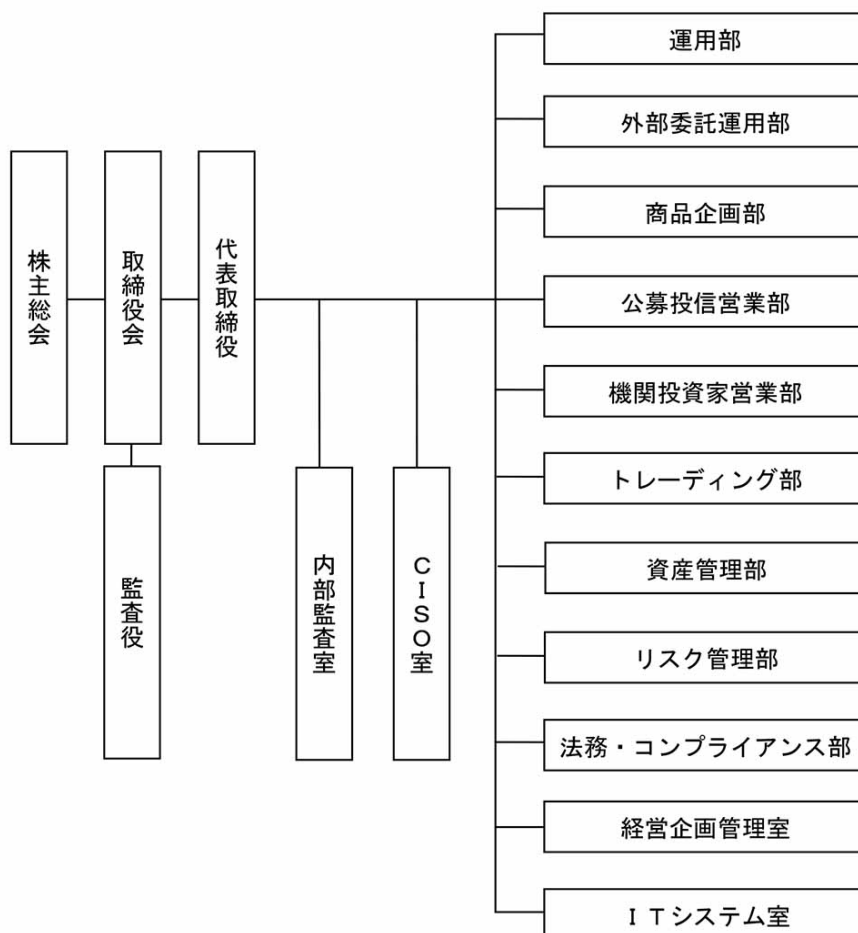 株主総会
取締役会
代表取締役
監査役
内部監査室
ＣＩＳＯ室
運用部
外部委託運用部
商品企画部
公募投信営業部
機関投資家営業部
トレーディング部
資産管理部
リスク管理部
法務・コンプライアンス部
経営企画管理室
ＩＴシステム室